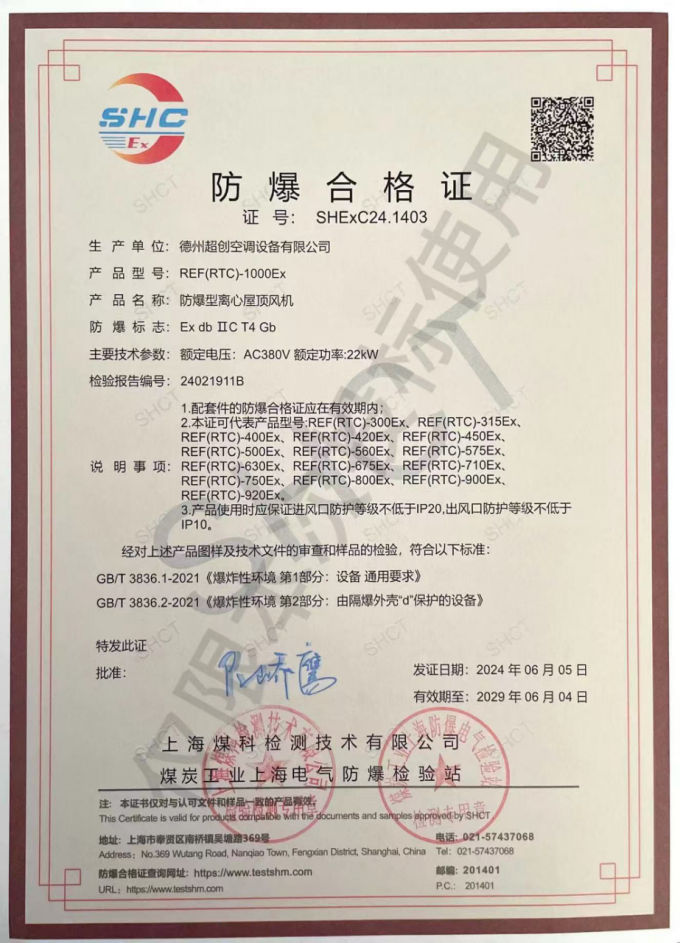 SHC
Ex
防爆合格证
证号： SHExC24.1403
生产单位：德州超创空调设备有限公司
产品型号：REF(RTC)-1000Ex
产品名称：防爆型离心屋顶风机
防爆标志：Ex db ⅡC T4 Gb
主要技术参数：额定电压：AC380V 额定功率:22kW
检验报告编号：24021911B
说明事项：
1.配套件的防爆合格证应在有效期内;
2.本证可代表产品型号:REF(RTC)-300Ex、REF(RTC)-315Ex、
REF(RTC)-400Ex、REF(RTC)-420Ex、REF(RTC)-450Ex、
REF(RTC)-500Ex、REF(RTC)-560Ex、REF(RTC)-575Ex、
REF(RTC)-630Ex、REF(RTC)-675Ex、REF(RTC)-710Ex、
REF(RTC)-750Ex、REF(RTC)-800Ex、REF(RTC)-900Ex、
REF(RTC)-920Ex。
3.产品使用时应保证进风口防护等级不低于IP20,出风口防护等级不低于
IP10。
经对上述产品图样及技术文件的审查和样品的检验，符合以下标准：
GB/T 3836.1-2021《爆炸性环境 第1部分：设备 通用要求》
GB/T 3836.2-2021《爆炸性环境 第2部分：由隔爆外壳“d”保护的设备》
特发此证
批准：
发证日期：2024 年 06 月 05 日
有效期至：2029 年 06 月 04 日
上海煤科检测技术有限公司
煤炭工业上海电气防爆检验站
检验检测专用章
检测专用章
注：本证书仅对与认可文件和样品一致的产品有效。
This Certificate is valid for products compatible with the documents and samples approved by SHCT
地址：上海市奉贤区南桥镇吴塘路369号
电话: 021-57437068
Address: No.369 Wutang Road, Nanqiao Town, Fengxian District, Shanghai, China
Tel: 021-57437068
防爆合格证查询网址: https://www.testshm.com
邮编: 201401
URL: https://www.testshm.com
P.C.: 201401